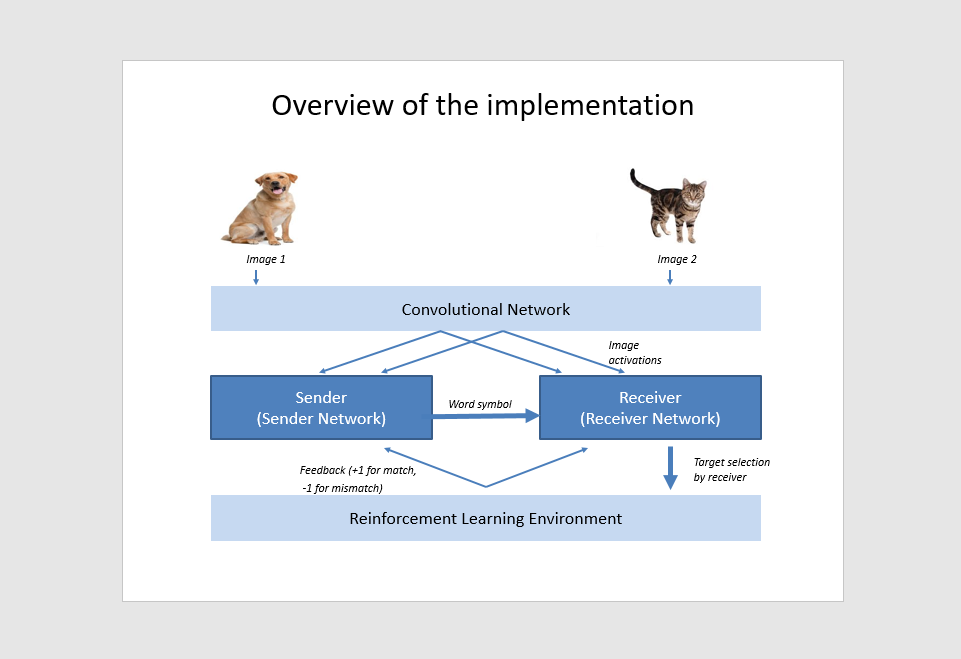 Overview of the implementation
Image 1
Image 2
Convolutional Network
Image
activations
Sender
(Sender Network)
Word symbol
Receiver
(Receiver Network)
Feedback (+1 for match,
-1 for mismatch)
Target selection
by receiver
Reinforcement Learning Environment